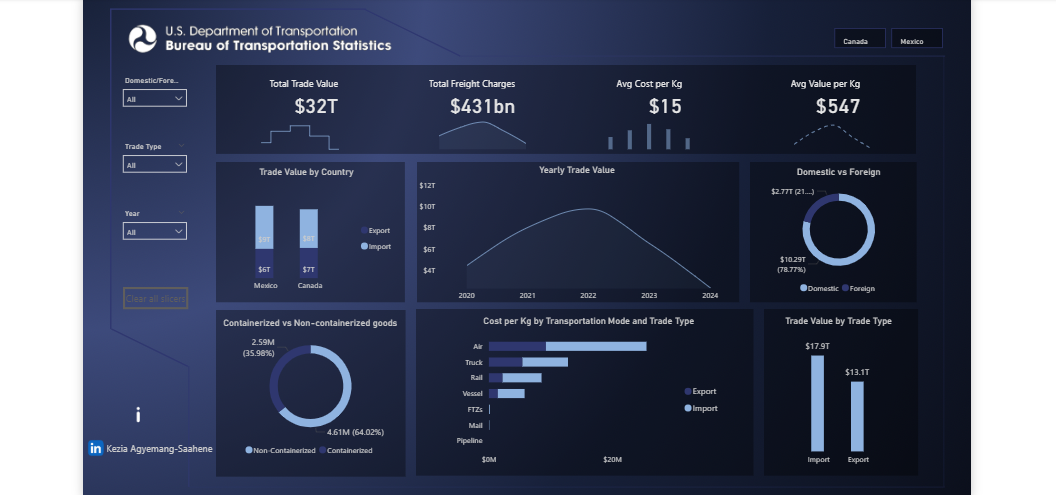 U.S. Department of Transportation
Bureau of Transportation Statistics
Canada
Mexico
Domestic/Fore...
All
Trade Type
All
Year
All
Clear all slicers
Kezia Agyemang-Saahene
Total Trade Value
$32T
Total Freight Charges
$431bn
Avg Cost per Kg
$15
Avg Value per Kg
$547
Trade Value by Country
$9T
$8T
$6T
$7T
Mexico
Canada
Export
Import
Yearly Trade Value
$12T
$10T
$8T
$6T
$4T
2020
2021
2022
2023
2024
Domestic vs Foreign
$2.77T (21....)
$10.29T
(78.77%)
Domestic
Foreign
Containerized vs Non-containerized goods
2.59M
(35.98%)
4.61M (64.02%)
Non-Containerized
Containerized
Cost per Kg by Transportation Mode and Trade Type
Air
Truck
Rail
Vessel
FTZs
Mail
Pipeline
$0M
$20M
Export
Import
Trade Value by Trade Type
$17.9T
$13.1T
Import
Export